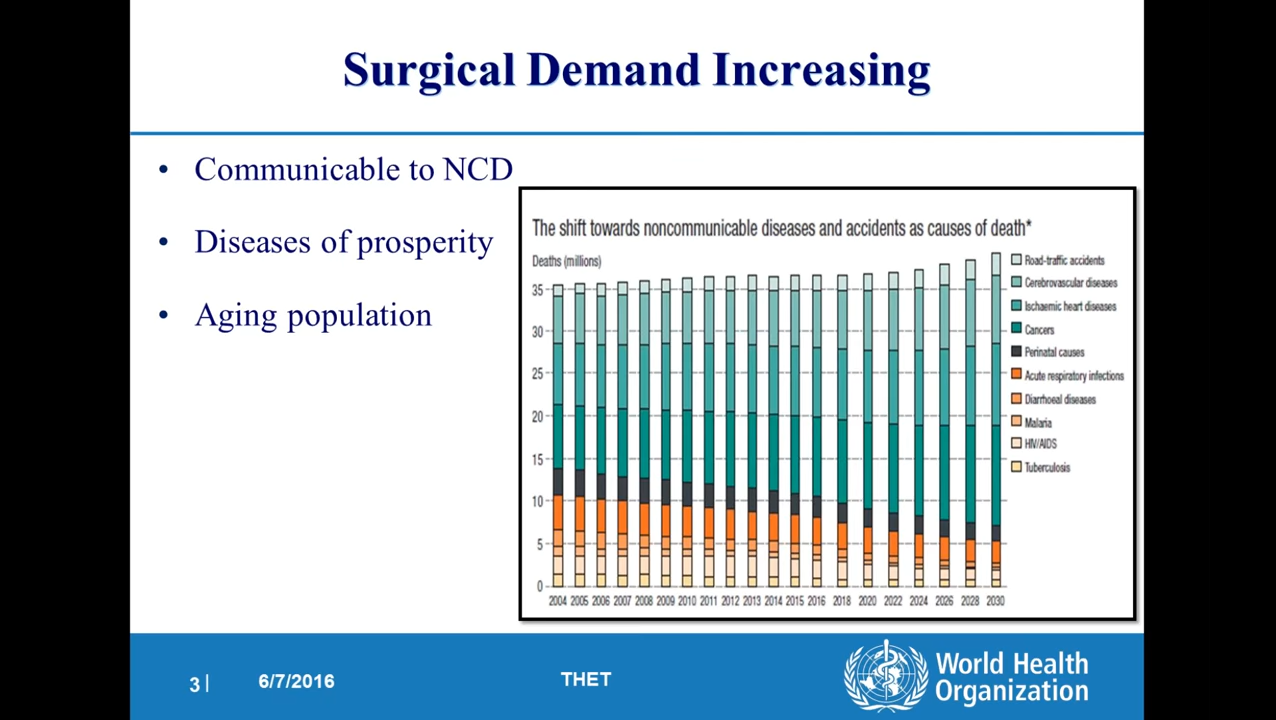 Surgical Demand Increasing
• Communicable to NCD
• Diseases of prosperity
• Aging population
The shift towards noncommunicable diseases and accidents as causes of death*
Deaths (millions)
35
30
25
20
15
10
5
0
2004 2005 2006 2007 2008 2009 2010 2011 2012 2013 2014 2015 2016 2018 2020 2022 2024 2026 2028 2030
Road-traffic accidents
Cerebrovascular diseases
Ischaemic heart diseases
Cancers
Perinatal causes
Acute respiratory infections
Diarrhoeal diseases
Malaria
HIV/AIDS
Tuberculosis
3 |
6/7/2016
THET
World Health
Organization